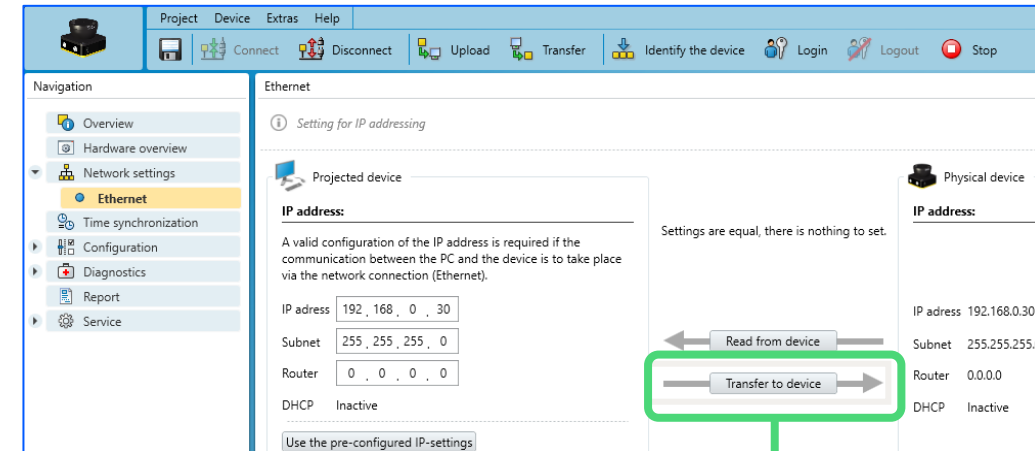 Project Device Extras Help
Connect Disconnect Upload Transfer Identify the device Login Logout Stop
Navigation
Overview
Hardware overview
Network settings
Ethernet
Time synchronization
Configuration
Diagnostics
Report
Service
Ethernet
Setting for IP addressing
Projected device
IP address:
A valid configuration of the IP address is required if the
communication between the PC and the device is to take place
via the network connection (Ethernet).
IP adress 192 . 168 . 0 . 30
Subnet 255 . 255 . 255 . 0
Router 0 . 0 . 0 . 0
DHCP Inactive
Use the pre-configured IP-settings
Settings are equal, there is nothing to set.
Read from device
Transfer to device
Physical device
IP address:
IP adress 192.168.0.30
Subnet 255.255.255.
Router 0.0.0.0
DHCP Inactive